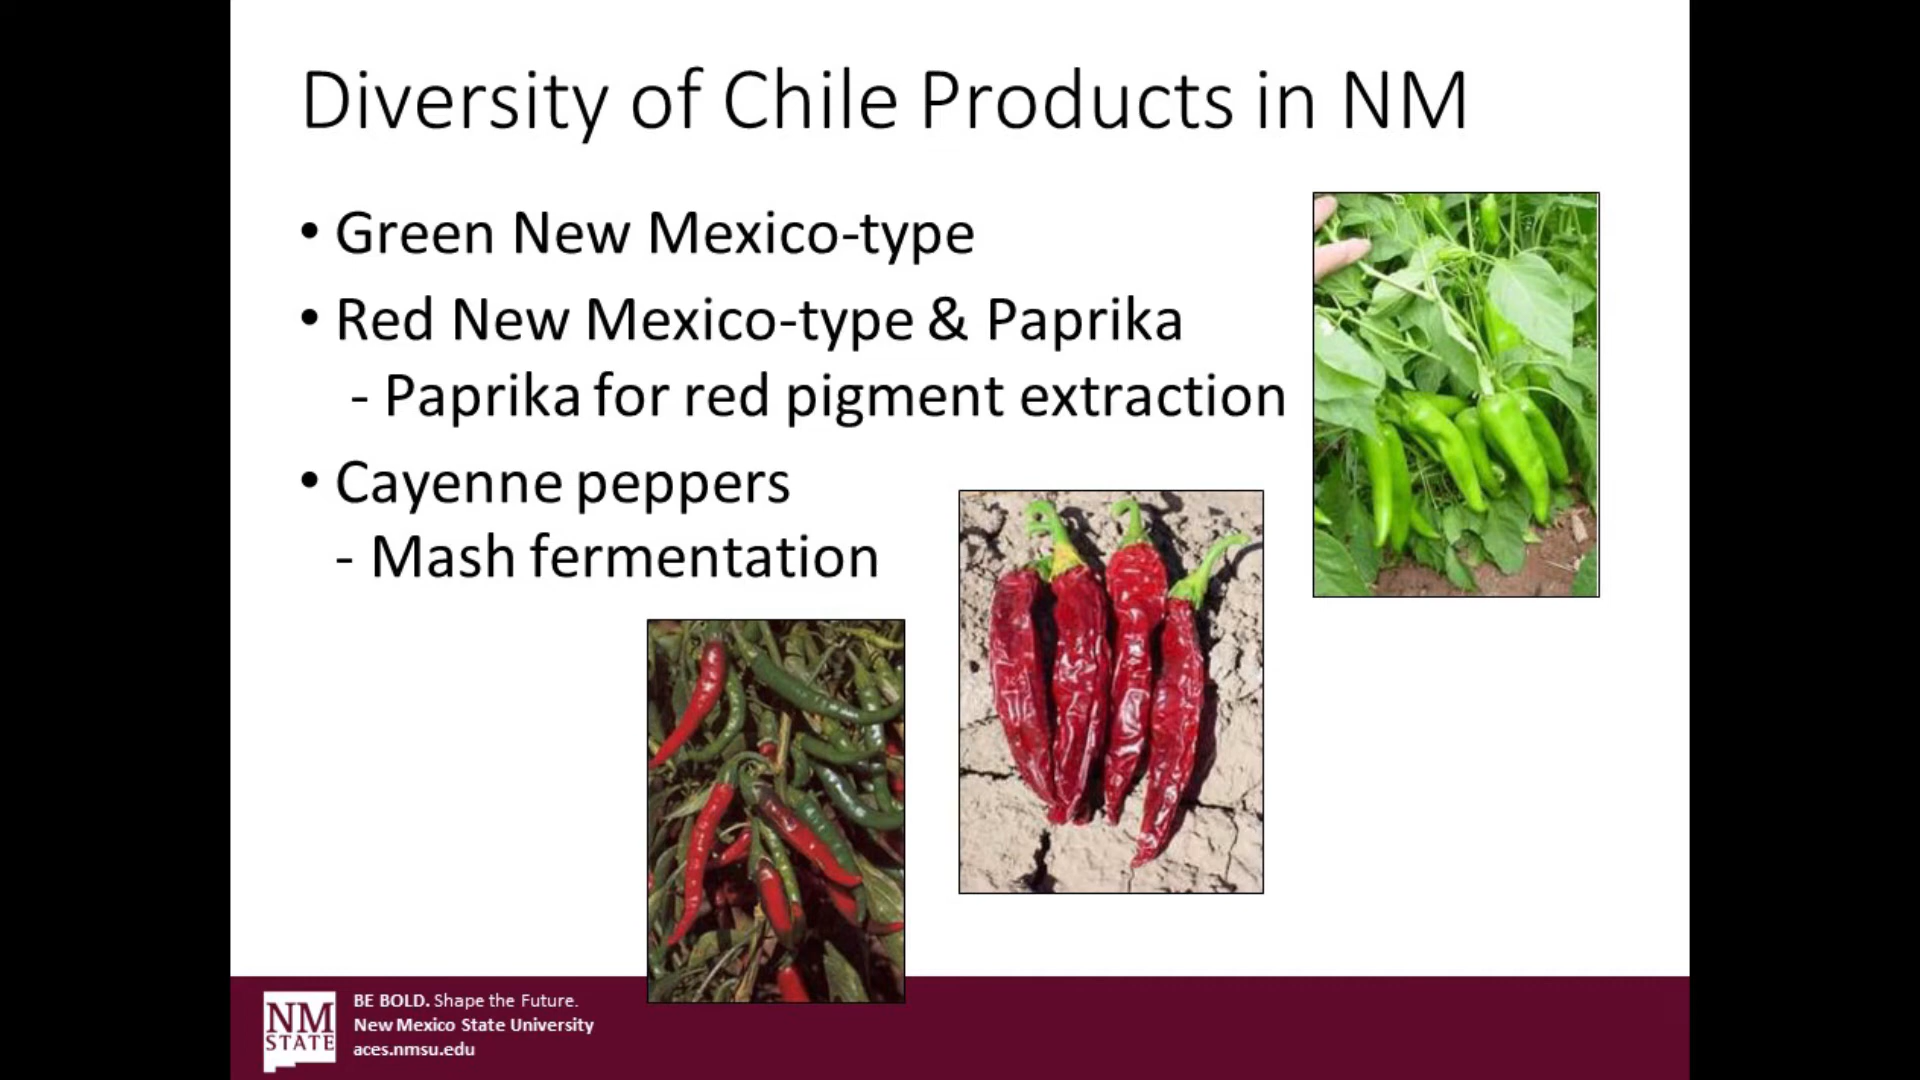 Diversity of Chile Products in NM
• Green New Mexico-type
• Red New Mexico-type & Paprika
- Paprika for red pigment extraction
• Cayenne peppers
- Mash fermentation
NM
STATE
BE BOLD. Shape the Future.
New Mexico State University
aces.nmsu.edu